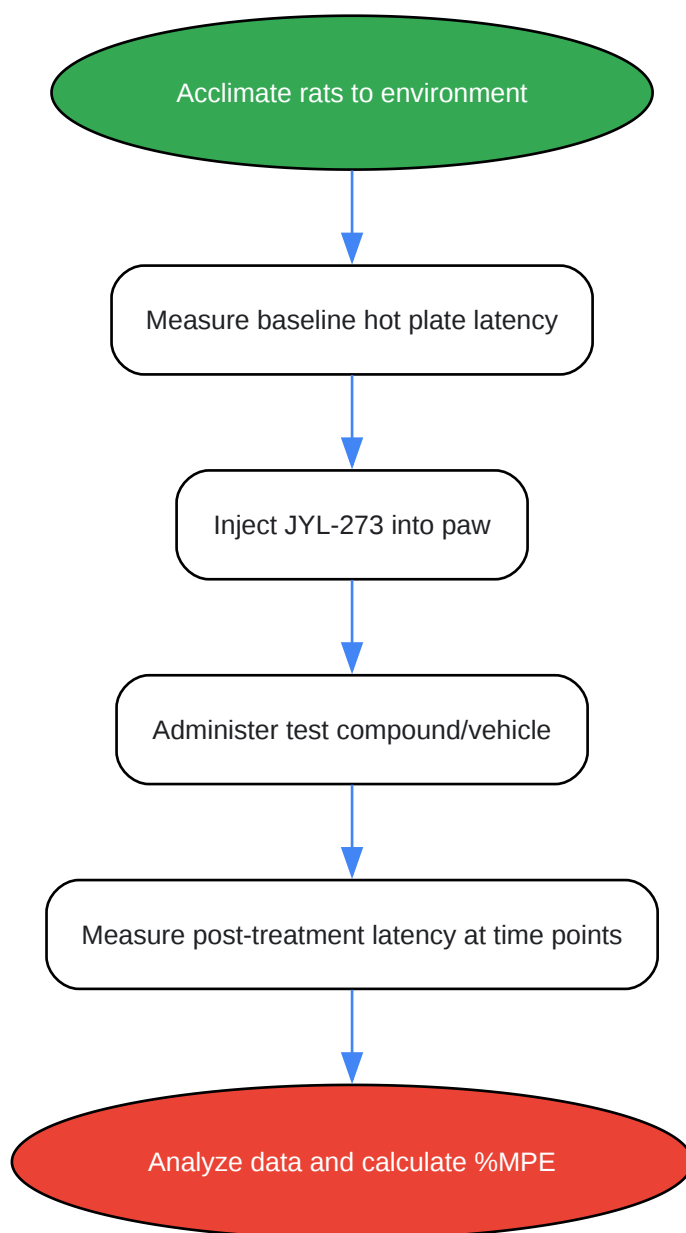 Acclimate rats to environment
Measure baseline hot plate latency
Inject JYL-273 into paw
Administer test compound/vehicle
Measure post-treatment latency at time points
Analyze data and calculate %MPE